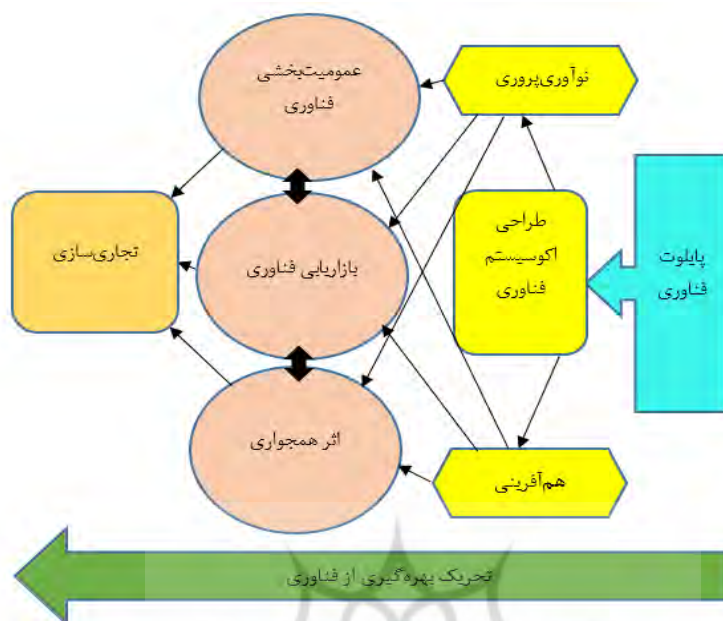 عمومیت‌بخشی
فناوری
نوآوری‌پروری
طراحی
اکوسیستم
فناوری
پایلوت
فناوری
تجاری‌سازی
بازاریابی فناوری
اثر همجواری
هم‌آفرینی
تحریک بهره‌گیری از فناوری